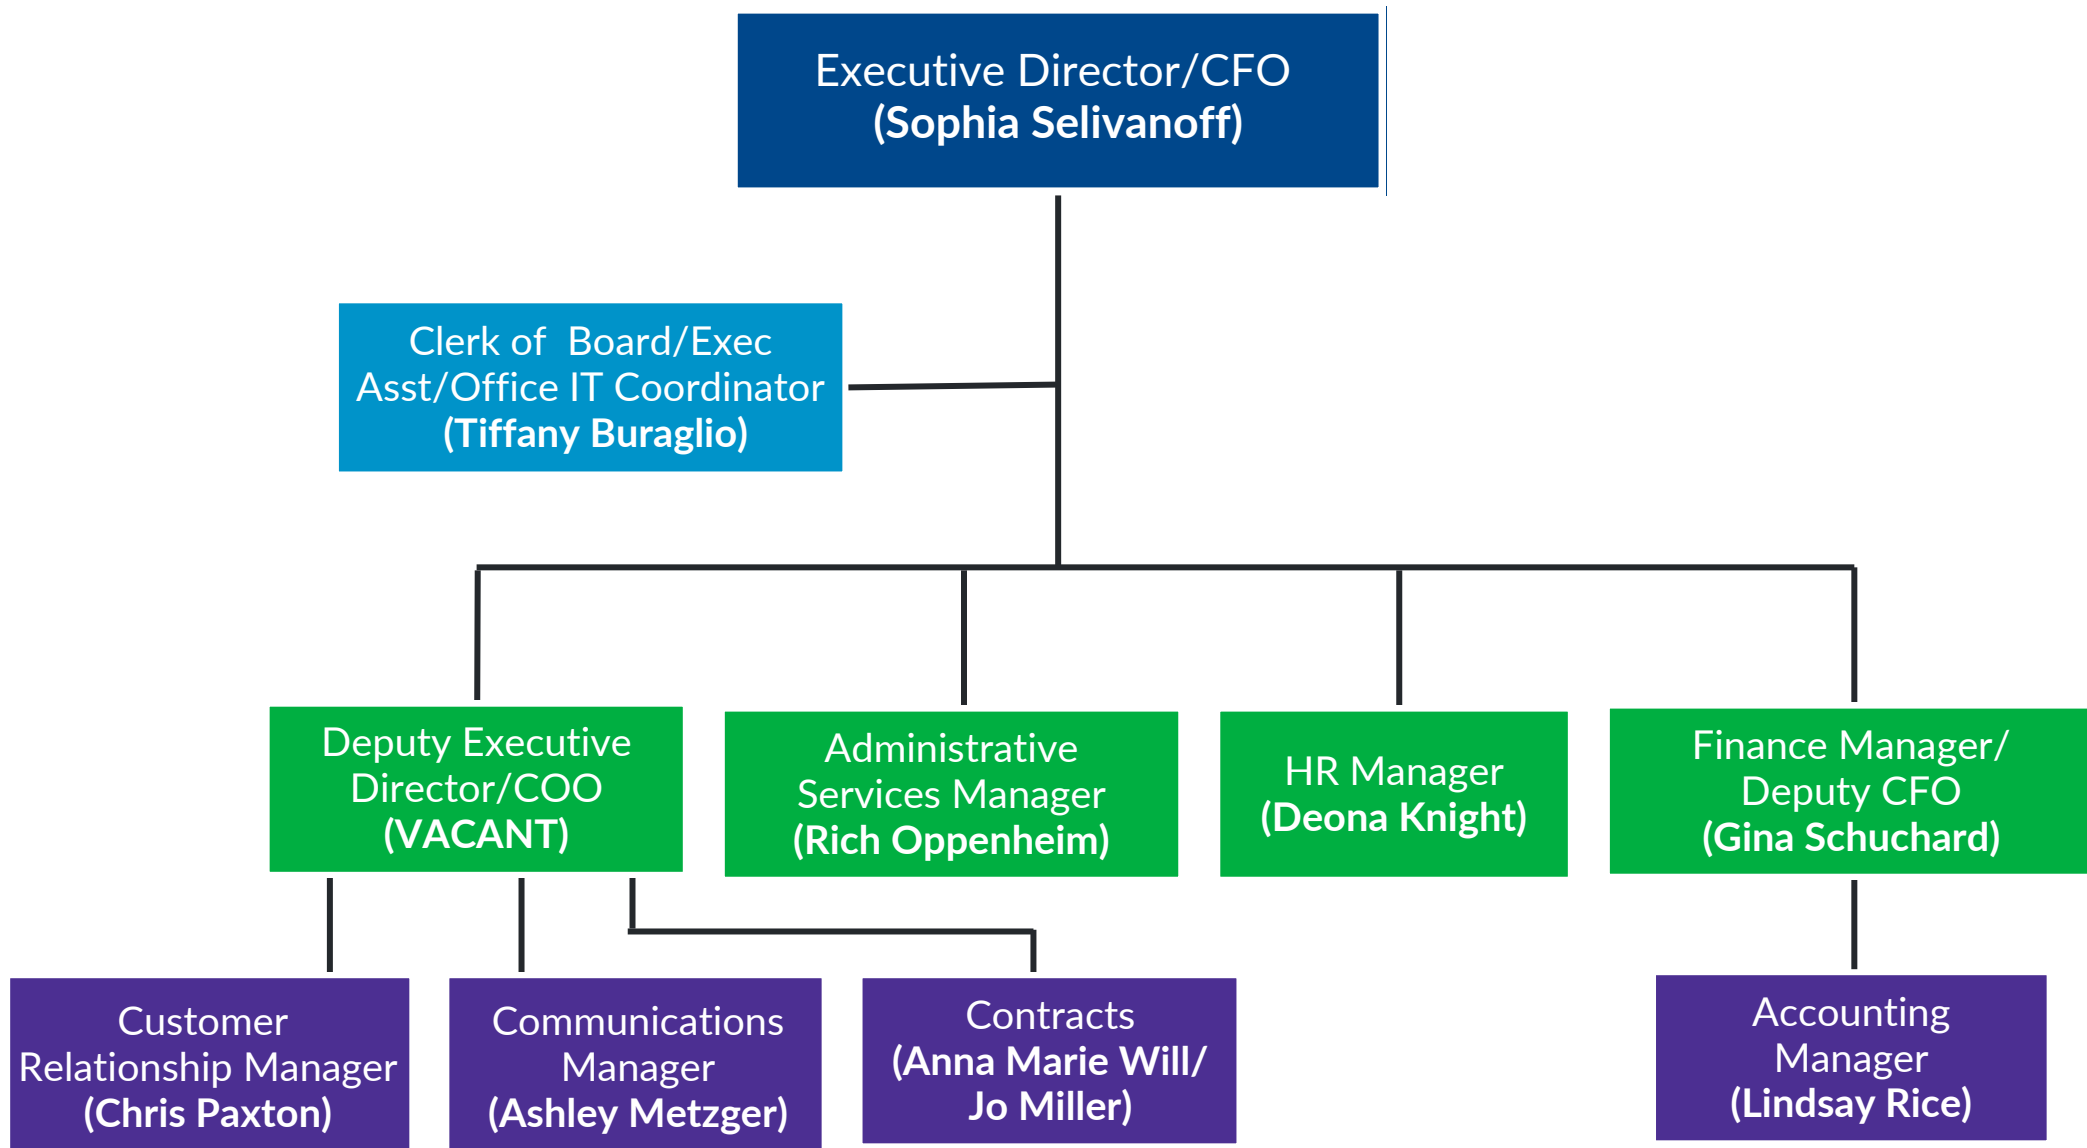 Executive Director/CFO
(Sophia Selivanoff)
Clerk of Board/Exec
Asst/Office IT Coordinator
(Tiffany Buraglio)
Deputy Executive
Director/COO
(VACANT)
Administrative
Services Manager
(Rich Oppenheim)
HR Manager
(Deona Knight)
Finance Manager/
Deputy CFO
(Gina Schuchard)
Customer
Relationship Manager
(Chris Paxton)
Communications
Manager
(Ashley Metzger)
Contracts
(Anna Marie Will/
Jo Miller)
Accounting
Manager
(Lindsay Rice)